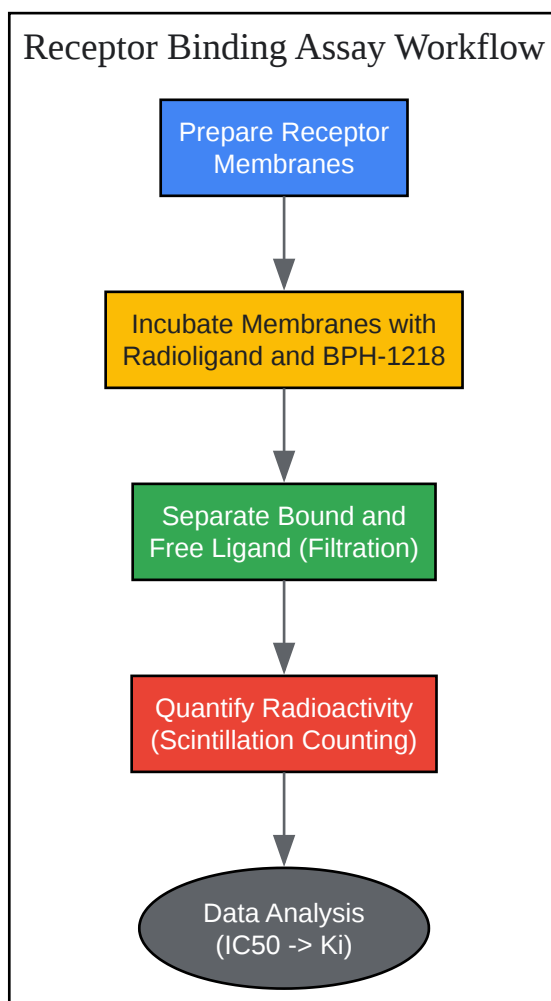 Receptor Binding Assay Workflow
Prepare Receptor
Membranes
Incubate Membranes with
Radioligand and BPH-1218
Separate Bound and
Free Ligand (Filtration)
Quantify Radioactivity
(Scintillation Counting)
Data Analysis
(IC50 -> Ki)